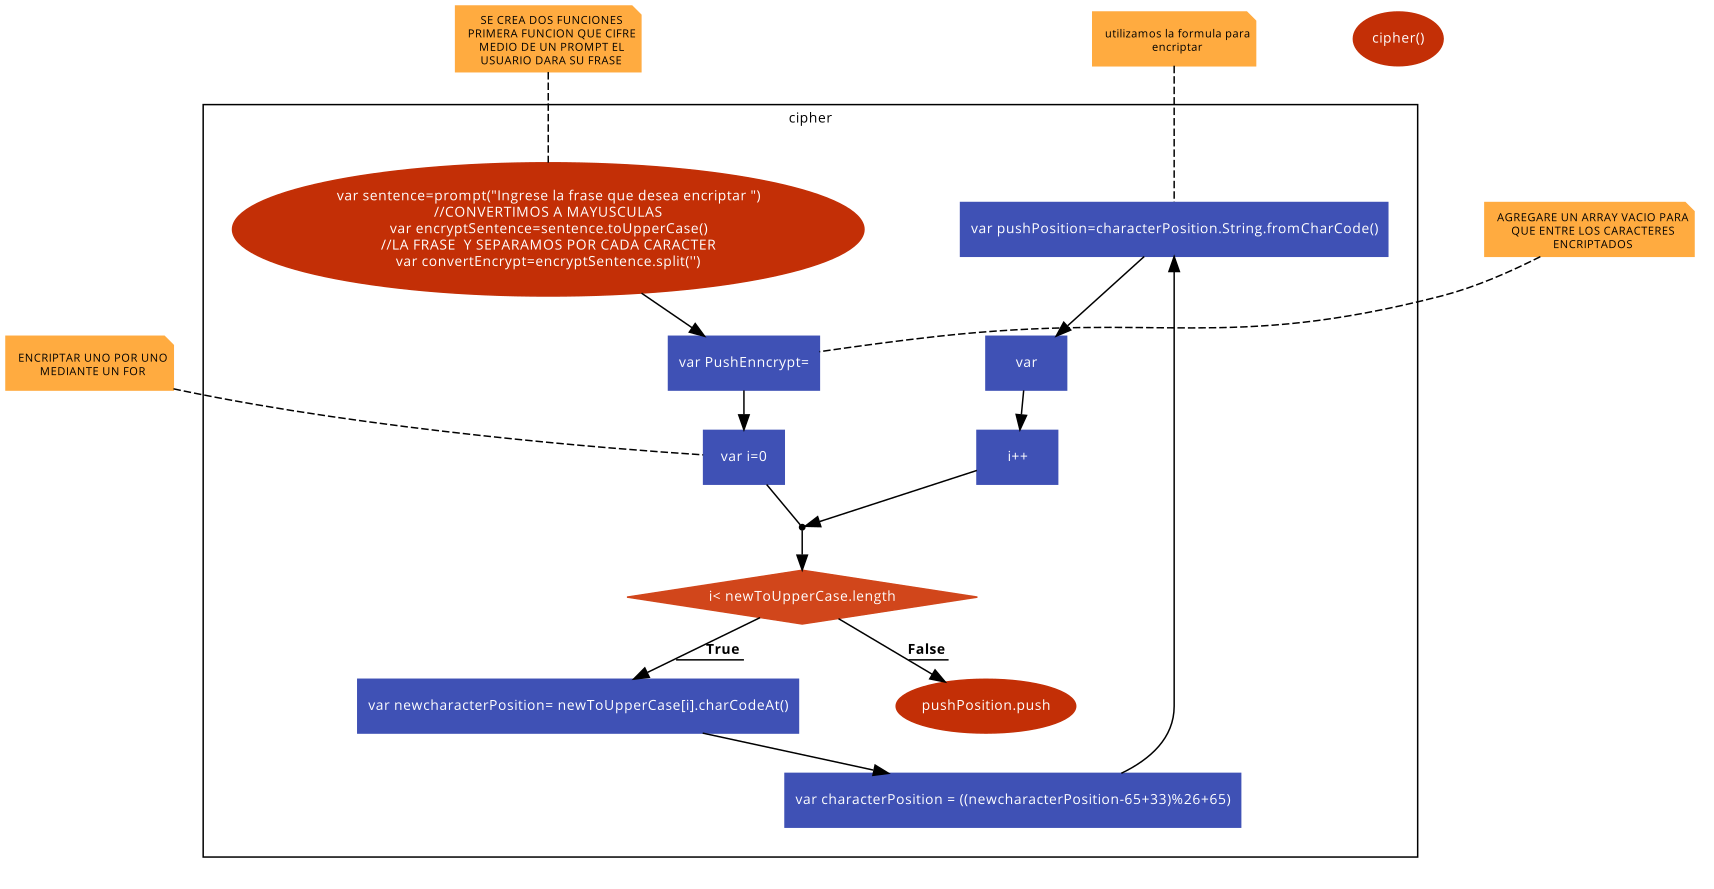 SE CREA DOS FUNCIONES
PRIMERA FUNCION QUE CIFRE
MEDIO DE UN PROMPT EL
USUARIO DARA SU FRASE
utilizamos la formula para
encriptar
cipher()
cipher
var sentence=prompt("Ingrese la frase que desea encriptar ")
//CONVERTIMOS A MAYUSCULAS
var encryptSentence=sentence.toUpperCase()
//LA FRASE  Y SEPARAMOS POR CADA CARACTER
var convertEncrypt=encryptSentence.split('')
var pushPosition=characterPosition.String.fromCharCode()
AGREGARE UN ARRAY VACIO PARA
QUE ENTRE LOS CARACTERES
ENCRIPTADOS
ENCRIPTAR UNO POR UNO
MEDIANTE UN FOR
var PushEnncrypt=
var
var i=0
i++
i< newToUpperCase.length
True
False
var newcharacterPosition= newToUpperCase[i].charCodeAt()
pushPosition.push
var characterPosition = ((newcharacterPosition-65+33)%26+65)